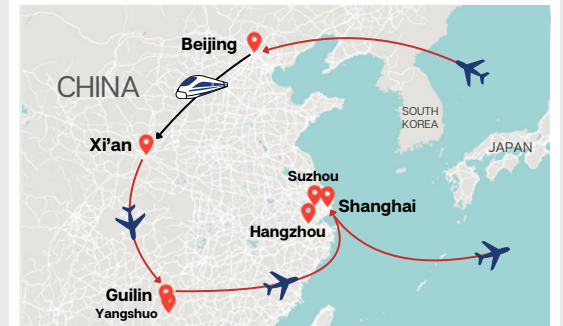 Beijing
CHINA
SOUTH
KOREA
Xi'an
JAPAN
Suzhou
Shanghai
Hangzhou
Guilin
Yangshuo